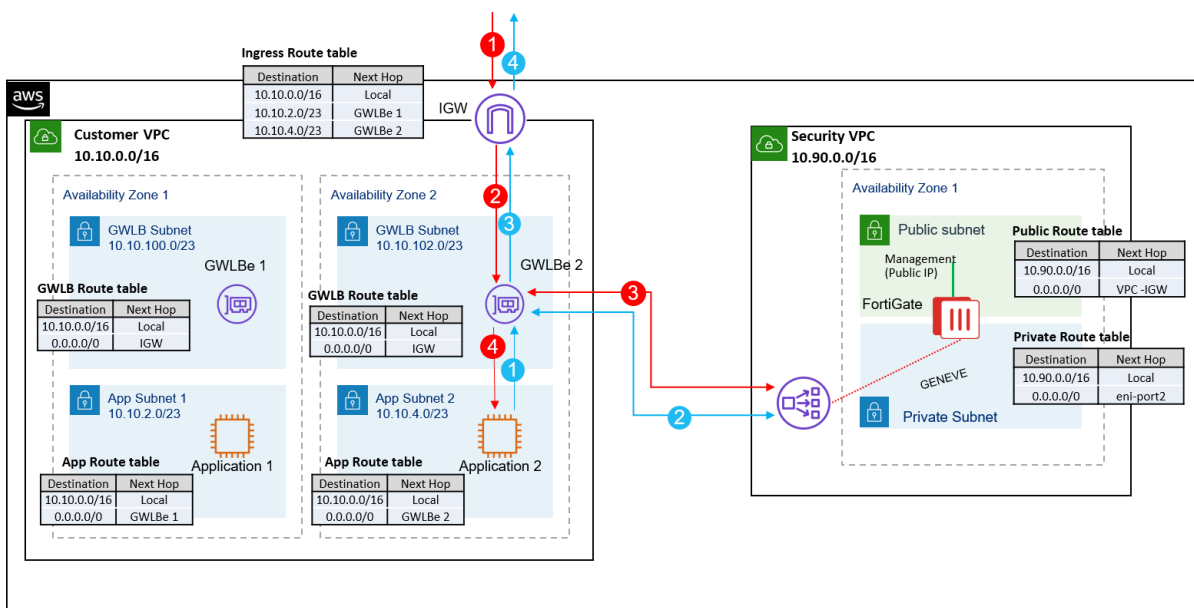 1
4
Ingress Route table
Destination Next Hop
10.10.0.0/16 Local
10.10.2.0/23 GWLBe 1
10.10.4.0/23 GWLBe 2
IGW
aws
Customer VPC
10.10.0.0/16
Availability Zone 1
GWLB Subnet
10.10.100.0/23
GWLBe 1
GWLB Route table
Destination Next Hop
10.10.0.0/16 Local
0.0.0.0/0 IGW
App Subnet 1
10.10.2.0/23
Application 1
App Route table
Destination Next Hop
10.10.0.0/16 Local
0.0.0.0/0 GWLBe 1
Availability Zone 2
2
3
GWLB Subnet
10.10.102.0/23
GWLBe 2
GWLB Route table
Destination Next Hop
10.10.0.0/16 Local
0.0.0.0/0 IGW
4
1
App Subnet 2
10.10.4.0/23
Application 2
App Route table
Destination Next Hop
10.10.0.0/16 Local
0.0.0.0/0 GWLBe 2
3
2
Security VPC
10.90.0.0/16
Availability Zone 1
Public subnet
Management
(Public IP)
FortiGate
Public Route table
Destination Next Hop
10.90.0.0/16 Local
0.0.0.0/0 VPC -IGW
Private Route table
Destination Next Hop
10.90.0.0/16 Local
0.0.0.0/0 eni-port2
GENEVE
Private Subnet